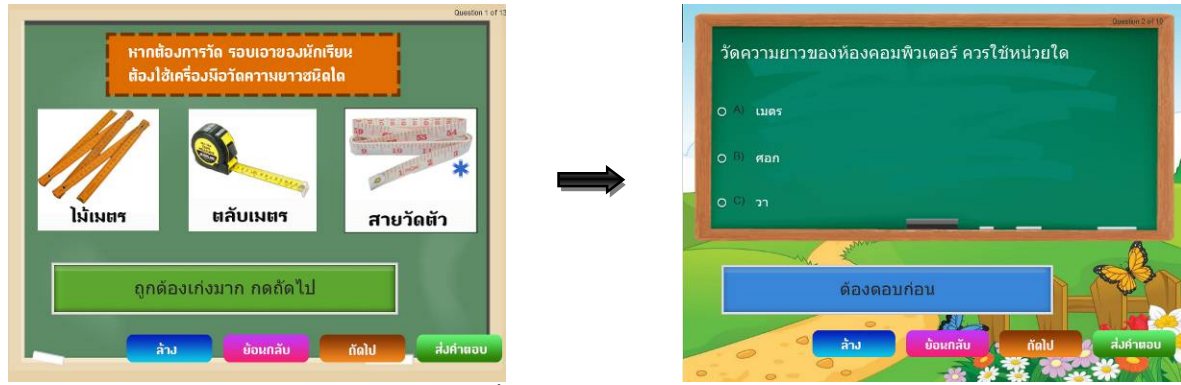 Question 1 of 13
หากต้องการวัด รอบเอวของนักเรียน
ต้องใช้เครื่องมือวัดความยาวชนิดใด
ไม้เมตร
ตลับเมตร
สายวัดตัว
ถูกต้องเก่งมาก กดถัดไป
ล้าง
ย้อนกลับ
ถัดไป
ส่งคำตอบ
Question 2 of 10
วัดความยาวของห้องคอมพิวเตอร์ ควรใช้หน่วยใด
A) เมตร
B) ศอก
C) วา
ต้องตอบก่อน
ล้าง
ย้อนกลับ
ถัดไป
ส่งคำตอบ